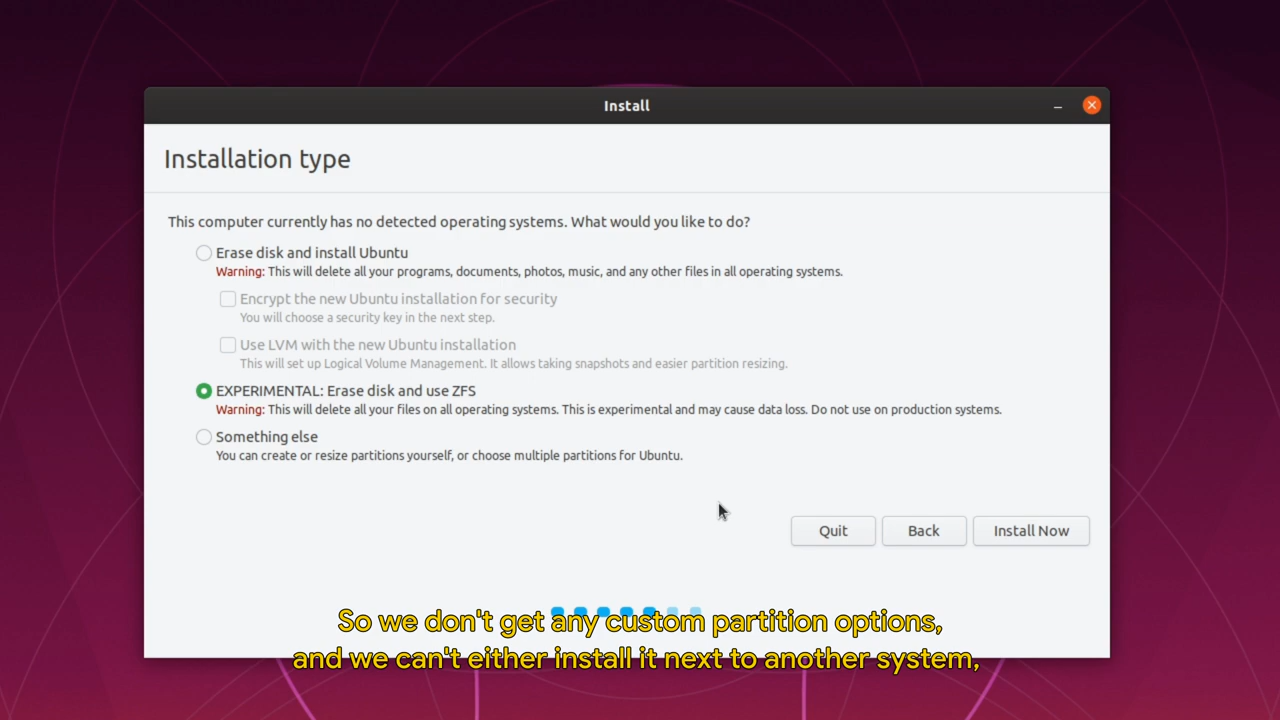 Install
Installation type
This computer currently has no detected operating systems. What would you like to do?
Erase disk and install Ubuntu
Warning: This will delete all your programs, documents, photos, music, and any other files in all operating systems.
Encrypt the new Ubuntu installation for security
You will choose a security key in the next step.
Use LVM with the new Ubuntu installation
This will set up Logical Volume Management. It allows taking snapshots and easier partition resizing.
EXPERIMENTAL: Erase disk and use ZFS
Warning: This will delete all your files on all operating systems. This is experimental and may cause data loss. Do not use on production systems.
Something else
You can create or resize partitions yourself, or choose multiple partitions for Ubuntu.
Quit Back Install Now
So we don't get any custom partition options,
and we can't either install it next to another system,